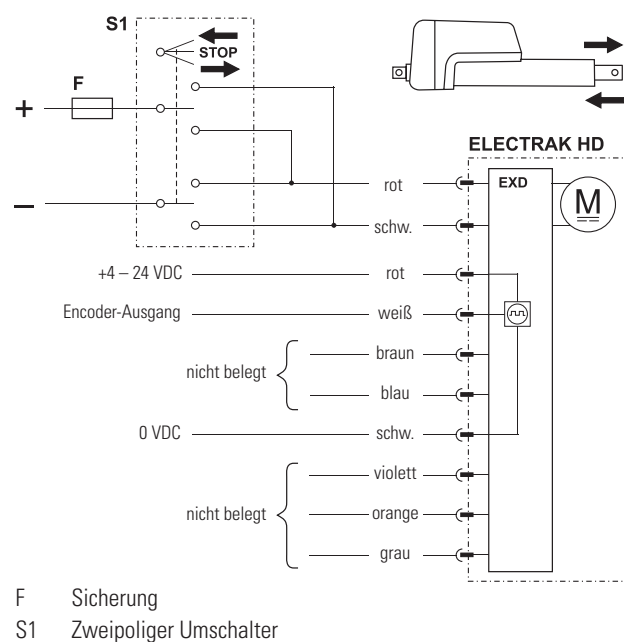 S1
STOP
F
+
–
ELECTRAK HD
EXD
M
rot
schw.
+4 – 24 VDC
rot
Encoder-Ausgang
weiß
nicht belegt
braun
blau
0 VDC
schw.
nicht belegt
violett
orange
grau
F Sicherung
S1 Zweipoliger Umschalter